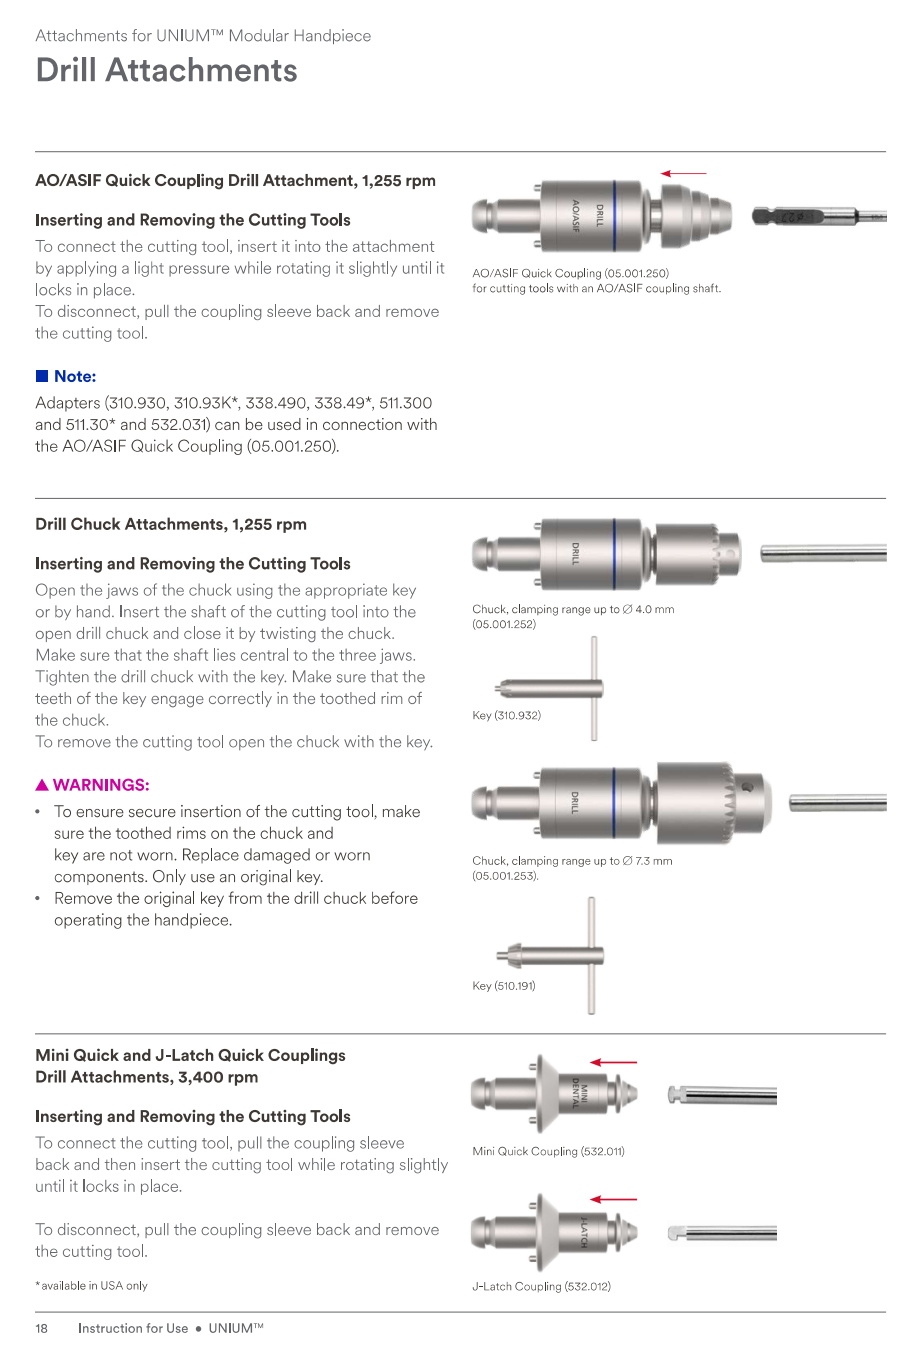 Attachments for UNIUM™ Modular Handpiece
Drill Attachments
AO/ASIF Quick Coupling Drill Attachment, 1,255 rpm
Inserting and Removing the Cutting Tools
To connect the cutting tool, insert it into the attachment
by applying a light pressure while rotating it slightly until it
locks in place.
To disconnect, pull the coupling sleeve back and remove
the cutting tool.
■ Note:
Adapters (310.930, 310.93K*, 338.490, 338.49*, 511.300
and 511.30* and 532.031) can be used in connection with
the AO/ASIF Quick Coupling (05.001.250).
DRILL
AO/ASIF
AO/ASIF Quick Coupling (05.001.250)
for cutting tools with an AO/ASIF coupling shaft.
Drill Chuck Attachments, 1,255 rpm
Inserting and Removing the Cutting Tools
Open the jaws of the chuck using the appropriate key
or by hand. Insert the shaft of the cutting tool into the
open drill chuck and close it by twisting the chuck.
Make sure that the shaft lies central to the three jaws.
Tighten the drill chuck with the key. Make sure that the
teeth of the key engage correctly in the toothed rim of
the chuck.
To remove the cutting tool open the chuck with the key.
▲ WARNINGS:
• To ensure secure insertion of the cutting tool, make
sure the toothed rims on the chuck and
key are not worn. Replace damaged or worn
components. Only use an original key.
• Remove the original key from the drill chuck before
operating the handpiece.
DRILL
Chuck, clamping range up to ∅ 4.0 mm
(05.001.252)
Key (310.932)
DRILL
Chuck, clamping range up to ∅ 7.3 mm
(05.001.253).
Key (510.191)
Mini Quick and J-Latch Quick Couplings
Drill Attachments, 3,400 rpm
Inserting and Removing the Cutting Tools
To connect the cutting tool, pull the coupling sleeve
back and then insert the cutting tool while rotating slightly
until it locks in place.
To disconnect, pull the coupling sleeve back and remove
the cutting tool.
*available in USA only
MINI
DENTAL
Mini Quick Coupling (532.011)
J-LATCH
J-Latch Coupling (532.012)
18 Instruction for Use • UNIUM™